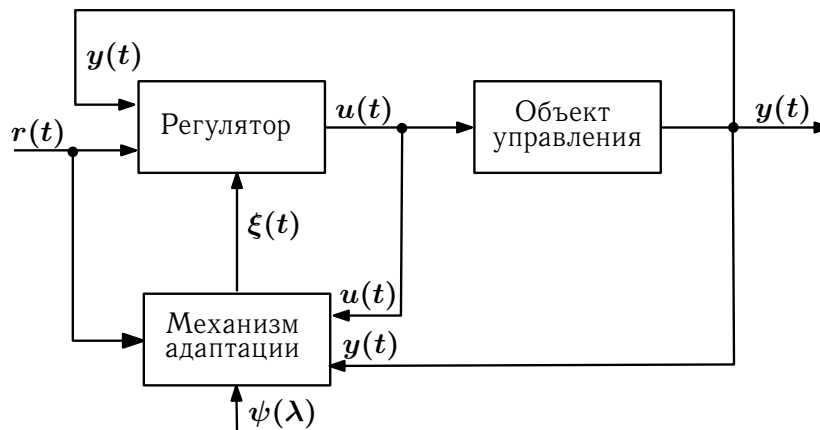 y(t)
r(t)
Регулятор
u(t)
Объект
управления
y(t)
ξ(t)
u(t)
Механизм
адаптации
y(t)
ψ(λ)